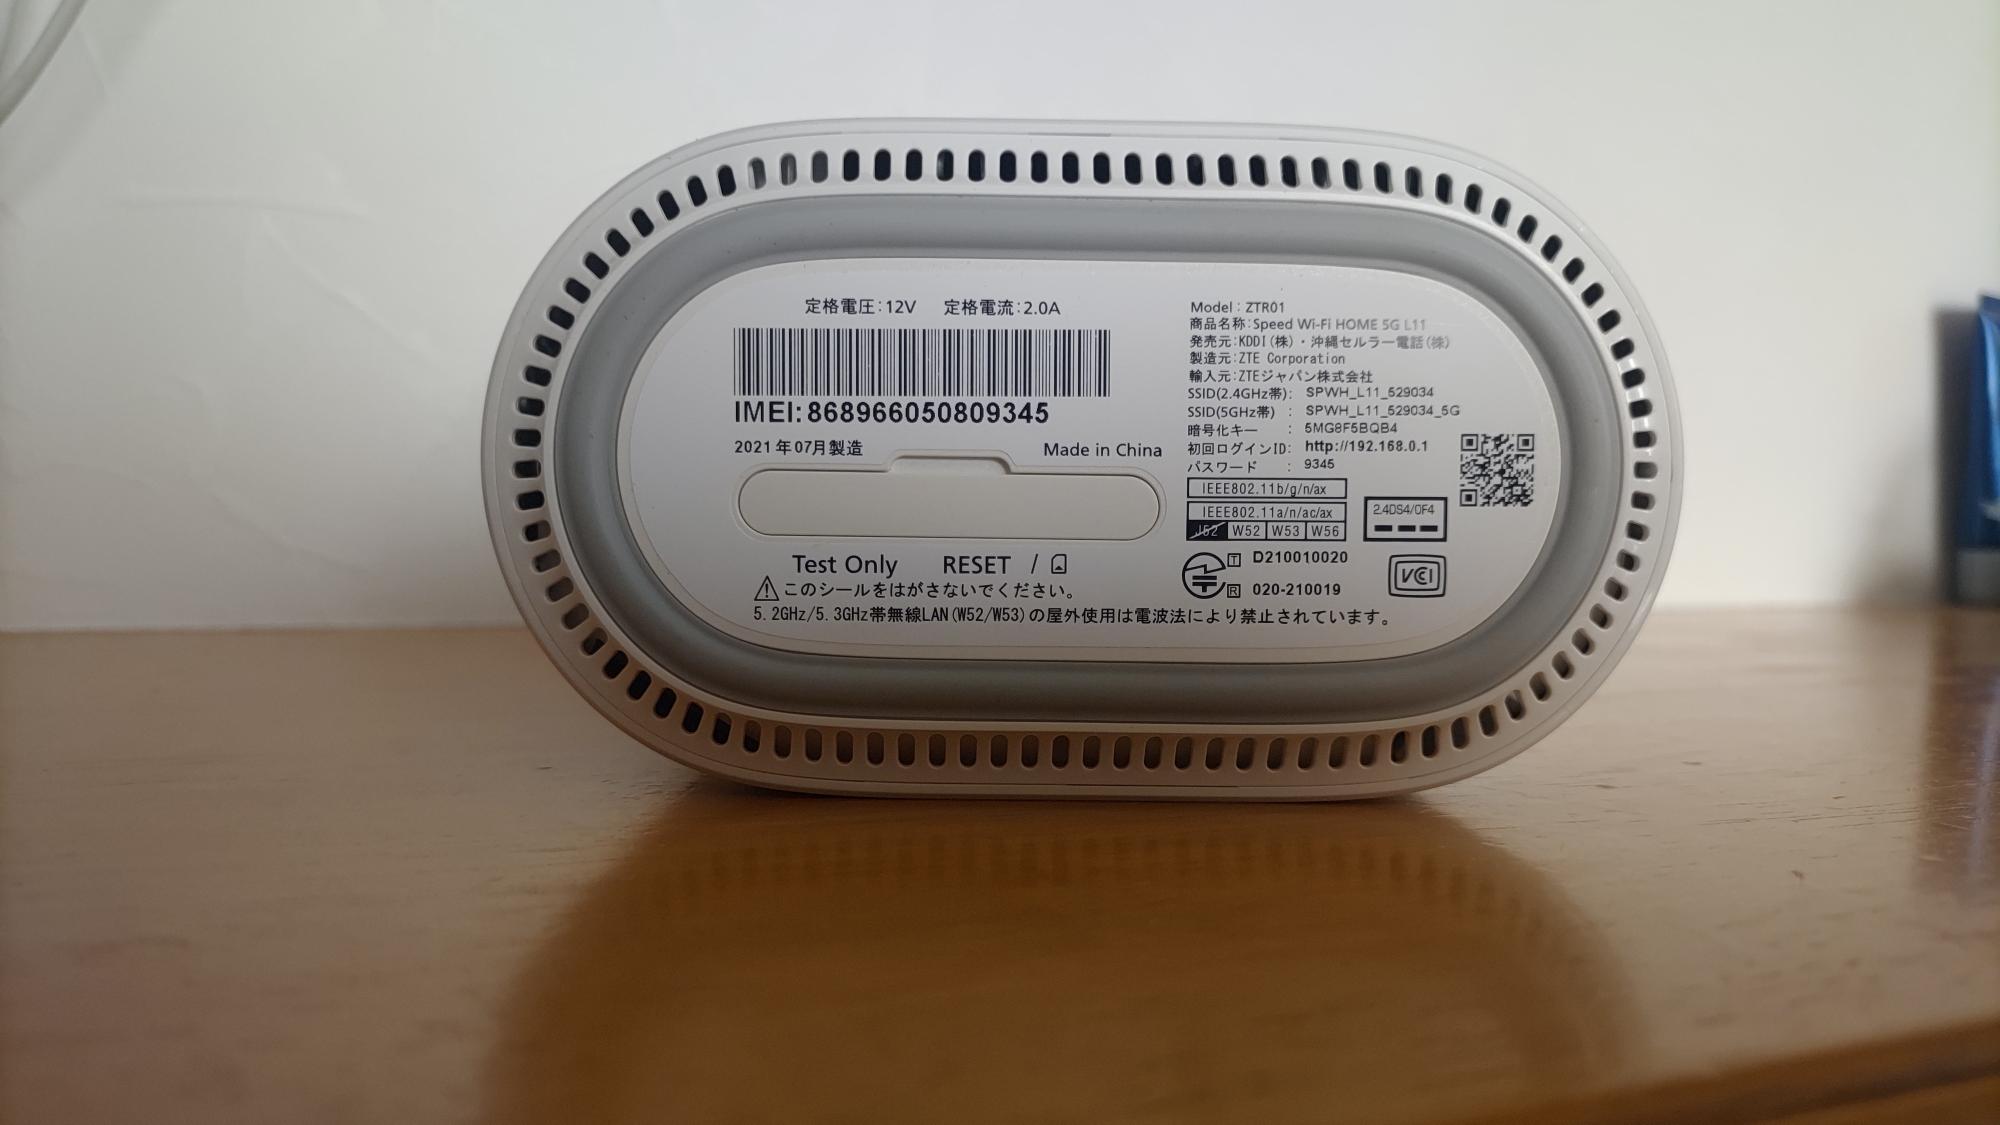 定格電圧:12V 定格電流:2.0A
IMEI:868966050809345
2021年07月製造 Made in China
Test Only RESET /
このシールをはがさないでください。
5.2GHz/5.3GHz帯無線LAN(W52/W53)の屋外使用は電波法により禁止されています。
Model:ZTR01
商品名称:Speed Wi-Fi HOME 5G L11
発売元:KDDI(株)・沖縄セルラー電話(株)
製造元:ZTE Corporation
輸入元:ZTEジャパン株式会社
SSID(2.4GHz帯): SPWH_L11_529034
SSID(5GHz帯) : SPWH_L11_529034_5G
暗号化キー : 5MG8F5BQB4
初回ログインID: http://192.168.0.1
パスワード : 9345
IEEE802.11b/g/n/ax
IEEE802.11a/n/ac/ax
J52 W52 W53 W56
2.4DS4/OF4
T D210010020
R 020-210019
VCI